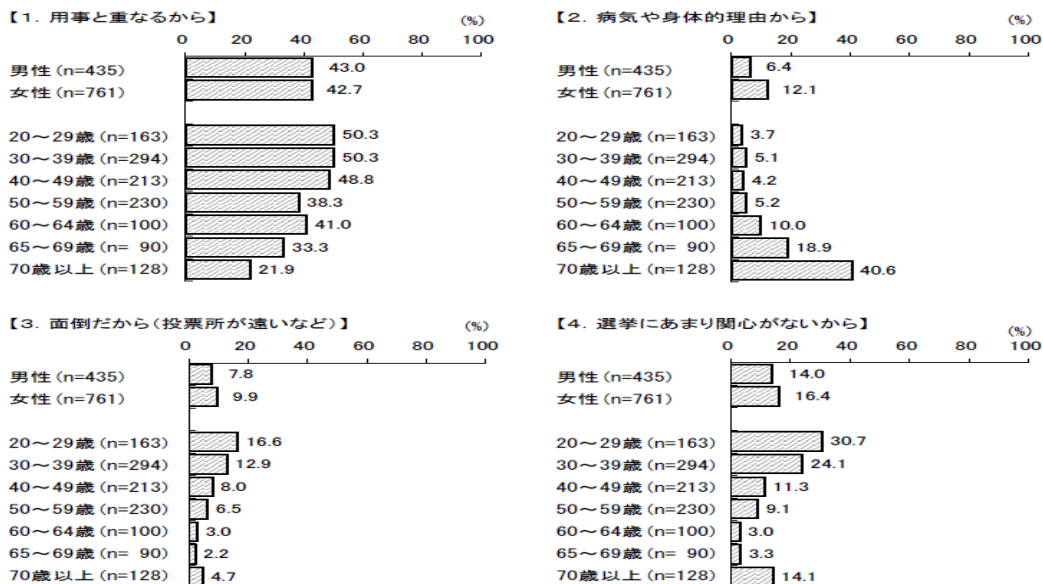 【1．用事と重なるから】
(%)
0 20 40 60 80 100
男性(n=435) 43.0
女性(n=761) 42.7
20～29歳(n=163) 50.3
30～39歳(n=294) 50.3
40～49歳(n=213) 48.8
50～59歳(n=230) 38.3
60～64歳(n=100) 41.0
65～69歳(n= 90) 33.3
70歳以上(n=128) 21.9
【2．病気や身体的理由から】
(%)
0 20 40 60 80 100
男性(n=435) 6.4
女性(n=761) 12.1
20～29歳(n=163) 3.7
30～39歳(n=294) 5.1
40～49歳(n=213) 4.2
50～59歳(n=230) 5.2
60～64歳(n=100) 10.0
65～69歳(n= 90) 18.9
70歳以上(n=128) 40.6
【3．面倒だから(投票所が遠いなど)】
(%)
0 20 40 60 80 100
男性(n=435) 7.8
女性(n=761) 9.9
20～29歳(n=163) 16.6
30～39歳(n=294) 12.9
40～49歳(n=213) 8.0
50～59歳(n=230) 6.5
60～64歳(n=100) 3.0
65～69歳(n= 90) 2.2
70歳以上(n=128) 4.7
【4．選挙にあまり関心がないから】
(%)
0 20 40 60 80 100
男性(n=435) 14.0
女性(n=761) 16.4
20～29歳(n=163) 30.7
30～39歳(n=294) 24.1
40～49歳(n=213) 11.3
50～59歳(n=230) 9.1
60～64歳(n=100) 3.0
65～69歳(n= 90) 3.3
70歳以上(n=128) 14.1